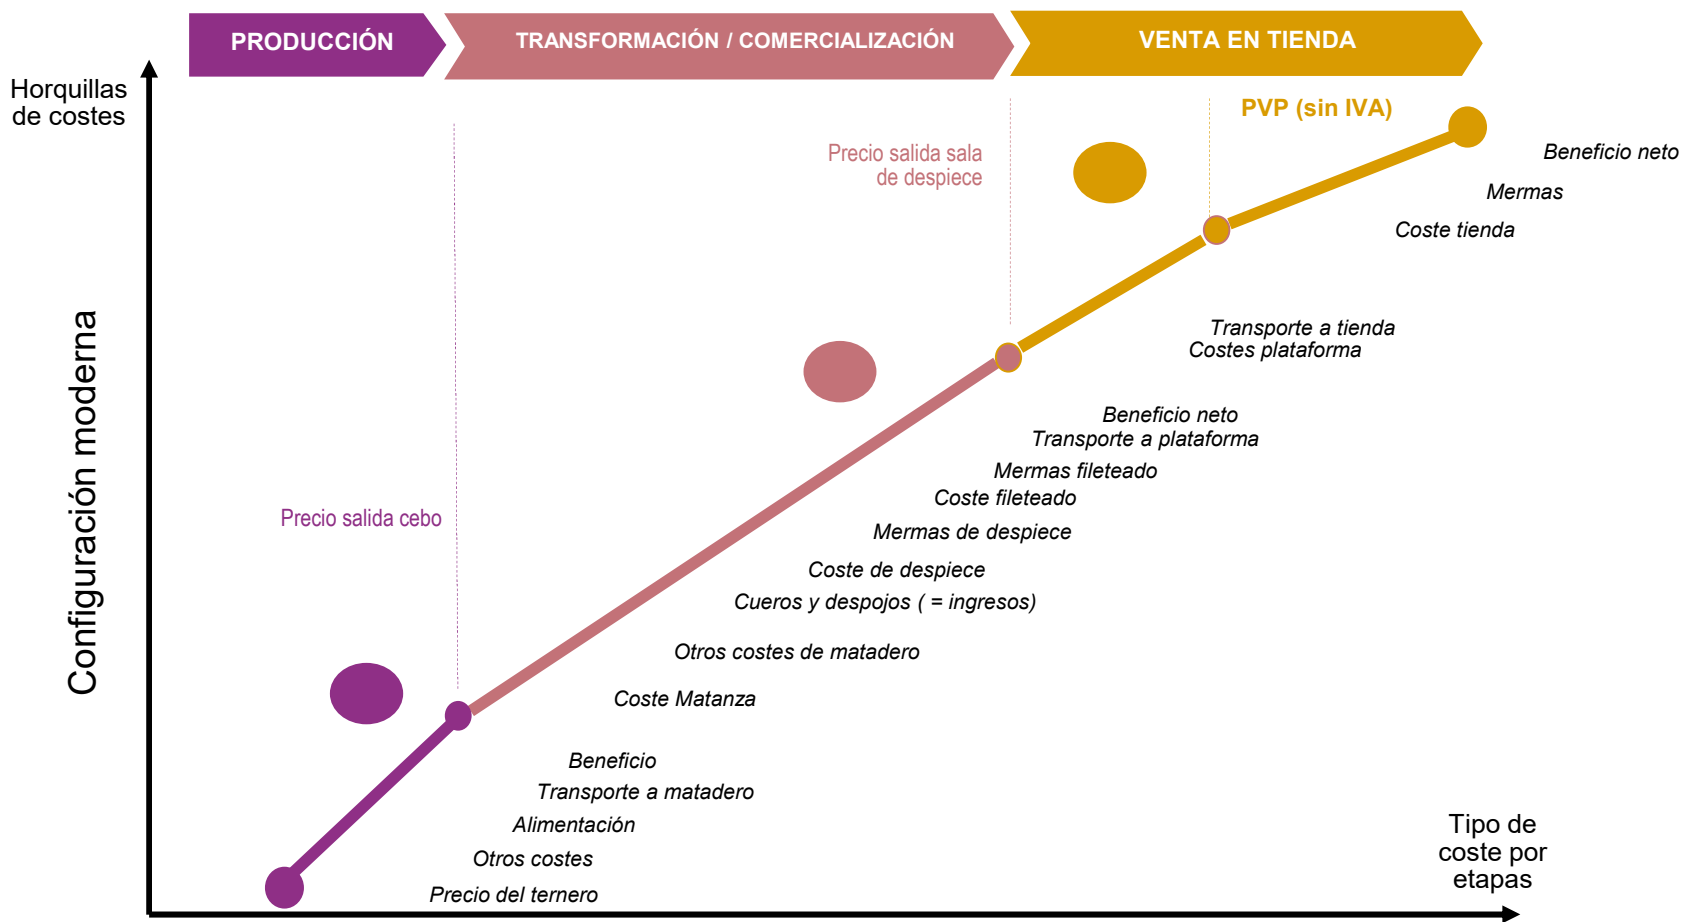 PRODUCCIÓN
TRANSFORMACIÓN / COMERCIALIZACIÓN
VENTA EN TIENDA
Horquillas
de costes
PVP (sin IVA)
Precio salida sala
de despiece
Beneficio neto
Mermas
Coste tienda
Transporte a tienda
Costes plataforma
Beneficio neto
Transporte a plataforma
Mermas fileteado
Coste fileteado
Precio salida cebo
Mermas de despiece
Coste de despiece
Cueros y despojos ( = ingresos)
Otros costes de matadero
Coste Matanza
Configuración moderna
Beneficio
Transporte a matadero
Alimentación
Otros costes
Precio del ternero
Tipo de
coste por
etapas